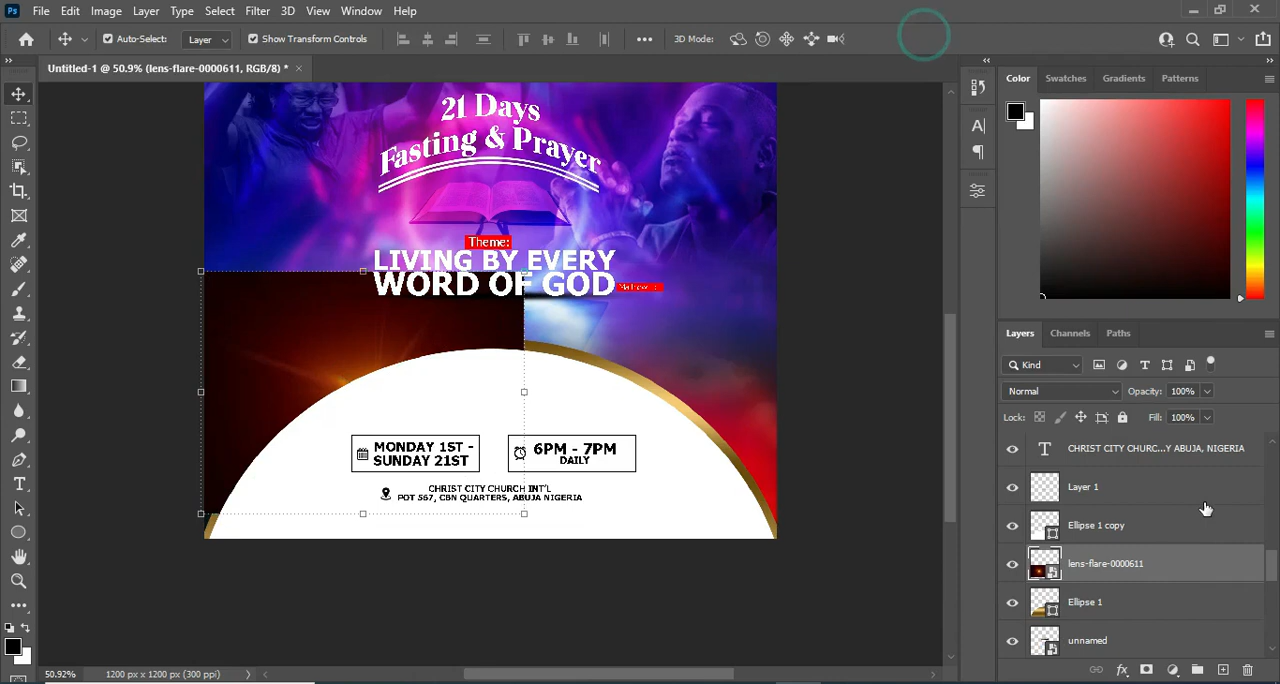 Ps File Edit Image Layer Type Select Filter 3D View Window Help
Auto-Select: Layer Show Transform Controls 3D Mode:
Untitled-1 @ 50.9% (lens-flare-0000611, RGB/8) *
Color Swatches Gradients Patterns
21 Days
Fasting & Prayer
Theme:
LIVING BY EVERY
WORD OF GOD
Layers Channels Paths
Kind
Normal Opacity: 100%
Lock: Fill: 100%
MONDAY 1ST -
SUNDAY 21ST
6PM - 7PM
DAILY
CHRIST CITY CHURCH INT'L
POT 567, CBN QUARTERS, ABUJA NIGERIA
T CHRIST CITY CHURC...Y ABUJA, NIGERIA
Layer 1
Ellipse 1 copy
lens-flare-0000611
Ellipse 1
unnamed
50.92% 1200 px x 1200 px (300 ppi)